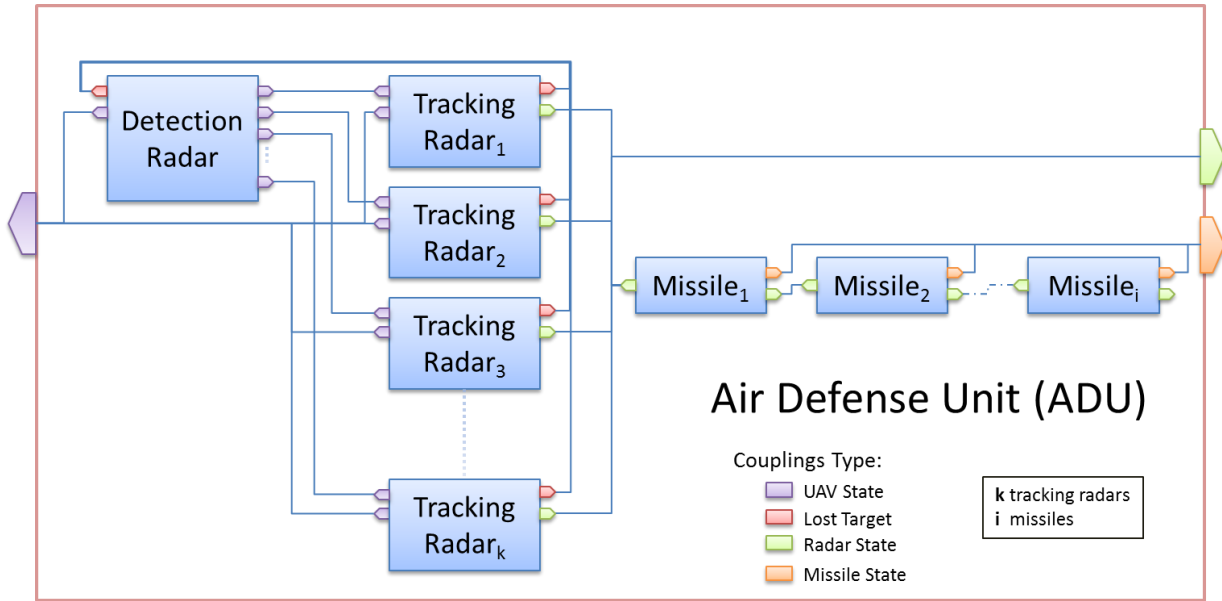 Detection
Radar
Tracking
Radar1
Tracking
Radar2
Tracking
Radar3
Tracking
Radark
Missile1
Missile2
Missilei
Air Defense Unit (ADU)
Couplings Type:
UAV State
Lost Target
Radar State
Missile State
k tracking radars
i missiles